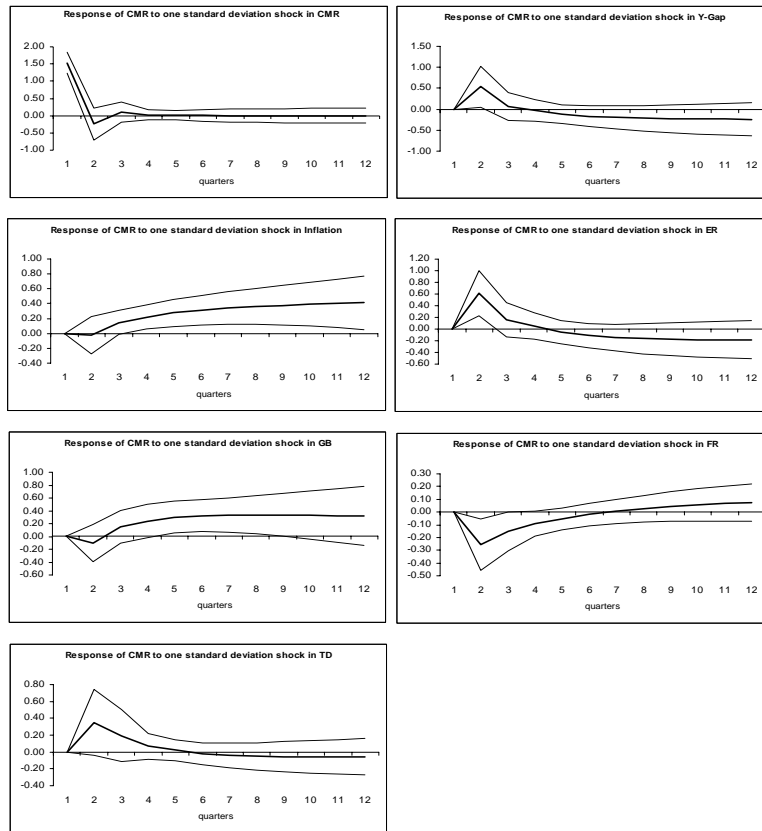 Response of CMR to one standard deviation shock in CMR
2.00
1.50
1.00
0.50
0.00
-0.50
-1.00
1 2 3 4 5 6 7 8 9 10 11 12
quarters
Response of CMR to one standard deviation shock in Y-Gap
1.50
1.00
0.50
0.00
-0.50
-1.00
1 2 3 4 5 6 7 8 9 10 11 12
quarters
Response of CMR to one standard deviation shock in Inflation
1.00
0.80
0.60
0.40
0.20
0.00
-0.20
-0.40
1 2 3 4 5 6 7 8 9 10 11 12
quarters
Response of CMR to one standard deviation shock in ER
1.20
1.00
0.80
0.60
0.40
0.20
0.00
-0.20
-0.40
-0.60
1 2 3 4 5 6 7 8 9 10 11 12
quarters
Response of CMR to one standard deviation shock in GB
1.00
0.80
0.60
0.40
0.20
0.00
-0.20
-0.40
-0.60
1 2 3 4 5 6 7 8 9 10 11 12
quarters
Response of CMR to one standard deviation shock in FR
0.30
0.20
0.10
0.00
-0.10
-0.20
-0.30
-0.40
-0.50
1 2 3 4 5 6 7 8 9 10 11 12
quarters
Response of CMR to one standard deviation shock in TD
0.80
0.60
0.40
0.20
0.00
-0.20
-0.40
1 2 3 4 5 6 7 8 9 10 11 12
quarters